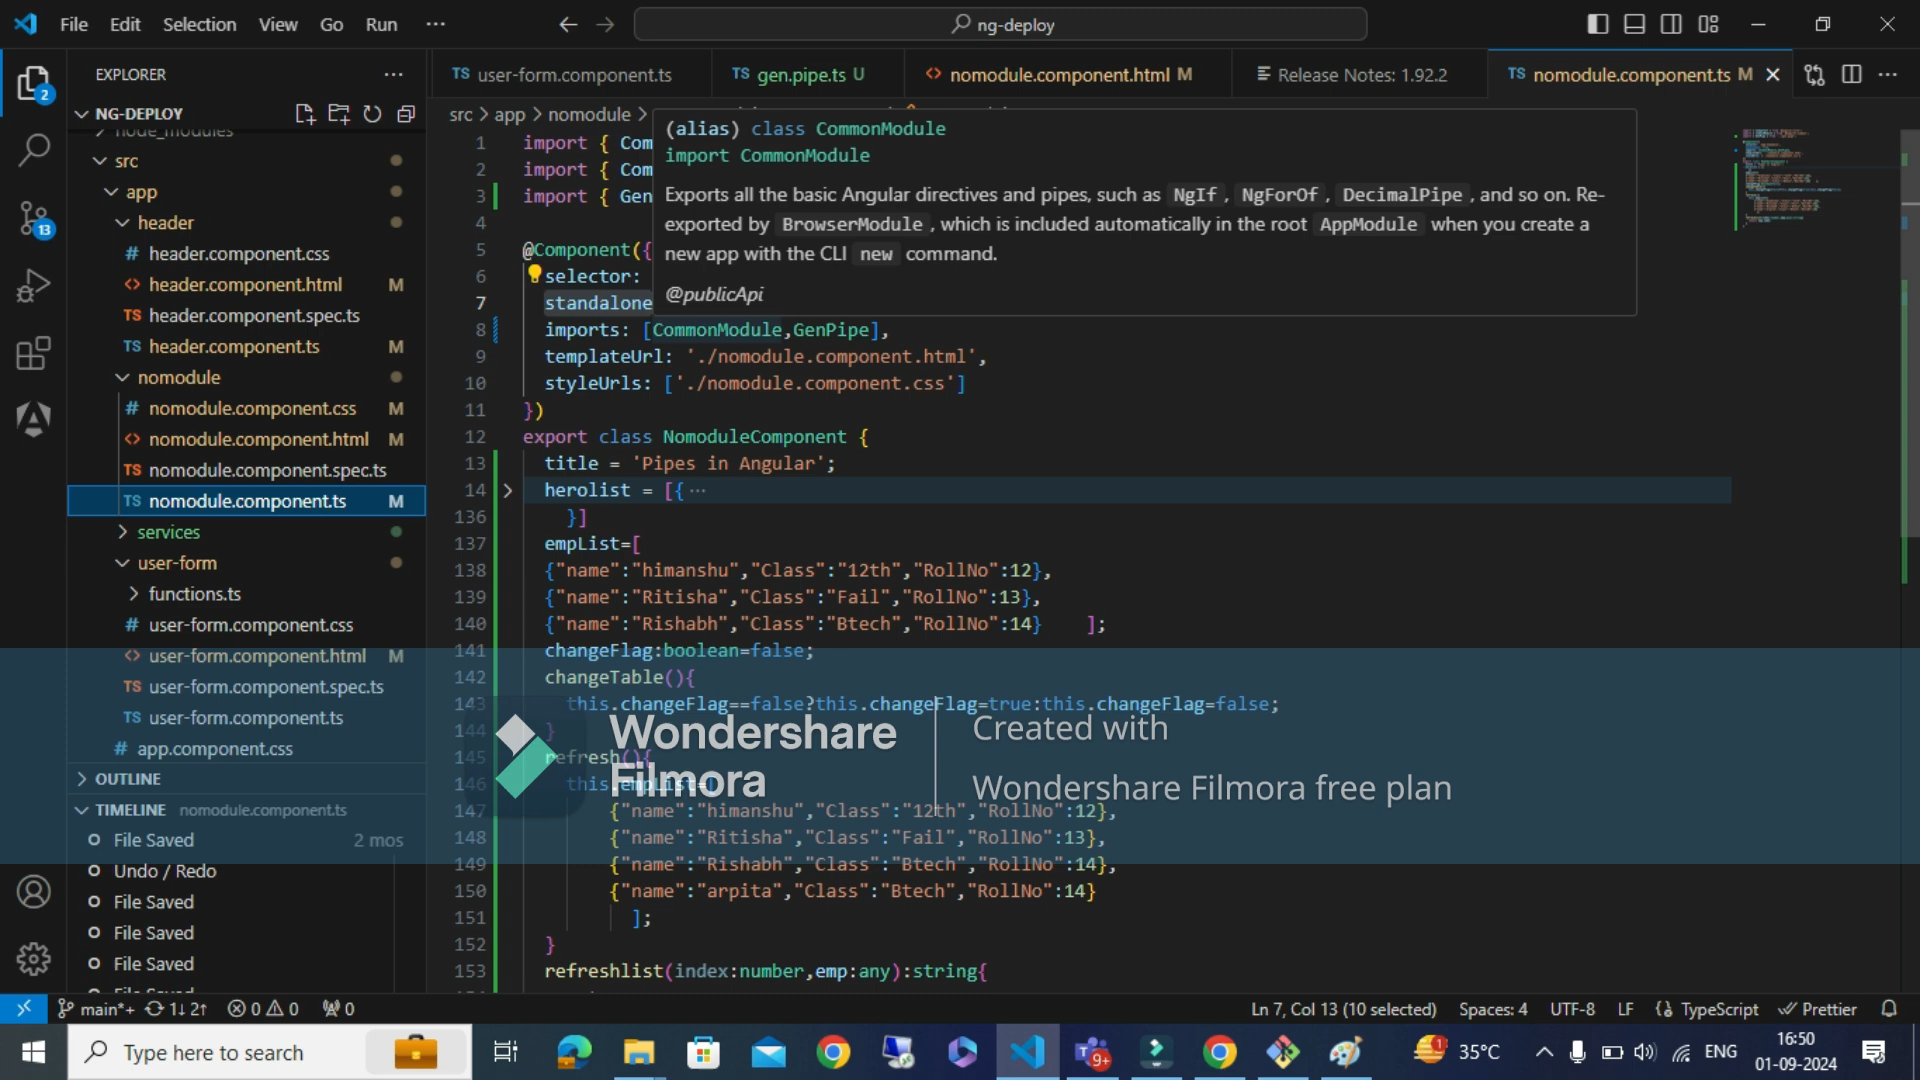 File Edit Selection View Go Run ···
ng-deploy
EXPLORER
NG-DEPLOY
node_modules
src
app
header
header.component.css
header.component.html M
header.component.spec.ts
header.component.ts M
nomodule
nomodule.component.css M
nomodule.component.html M
nomodule.component.spec.ts
nomodule.component.ts M
services
user-form
functions.ts
user-form.component.css
user-form.component.html M
user-form.component.spec.ts
user-form.component.ts
app.component.css
OUTLINE
TIMELINE nomodule.component.ts
File Saved 2 mos
Undo / Redo
File Saved
File Saved
File Saved
File Saved
user-form.component.ts
gen.pipe.ts U
nomodule.component.html M
Release Notes: 1.92.2
nomodule.component.ts M
src > app > nomodule >
(alias) class CommonModule
import CommonModule
Exports all the basic Angular directives and pipes, such as NgIf, NgForOf, DecimalPipe, and so on. Re-
exported by BrowserModule, which is included automatically in the root AppModule when you create a
new app with the CLI new command.
@publicApi
1 import { Com
2 import { Com
3 import { Gen
4
5 @Component({
6 selector:
7 standalone
8 imports: [CommonModule,GenPipe],
9 templateUrl: './nomodule.component.html',
10 styleUrls: ['./nomodule.component.css']
11 })
12 export class NomoduleComponent {
13 title = 'Pipes in Angular';
14 herolist = [{ ···
136 }]
137 empList=[
138 {"name":"himanshu","Class":"12th","RollNo":12},
139 {"name":"Ritisha","Class":"Fail","RollNo":13},
140 {"name":"Rishabh","Class":"Btech","RollNo":14} ];
141 changeFlag:boolean=false;
142 changeTable(){
143 this.changeFlag==false?this.changeFlag=true:this.changeFlag=false;
144 }
145 refresh(){
146 this.empList=[
147 {"name":"himanshu","Class":"12th","RollNo":12},
148 {"name":"Ritisha","Class":"Fail","RollNo":13},
149 {"name":"Rishabh","Class":"Btech","RollNo":14},
150 {"name":"arpita","Class":"Btech","RollNo":14}
151 ];
152 }
153 refreshlist(index:number,emp:any):string{
Wondershare
Filmora
Created with
Wondershare Filmora free plan
main*+ 1↓ 2↑ 0 0 0
Ln 7, Col 13 (10 selected) Spaces: 4 UTF-8 LF {} TypeScript Prettier
Type here to search
35°C ENG
16:50
01-09-2024
2
13
9+
1